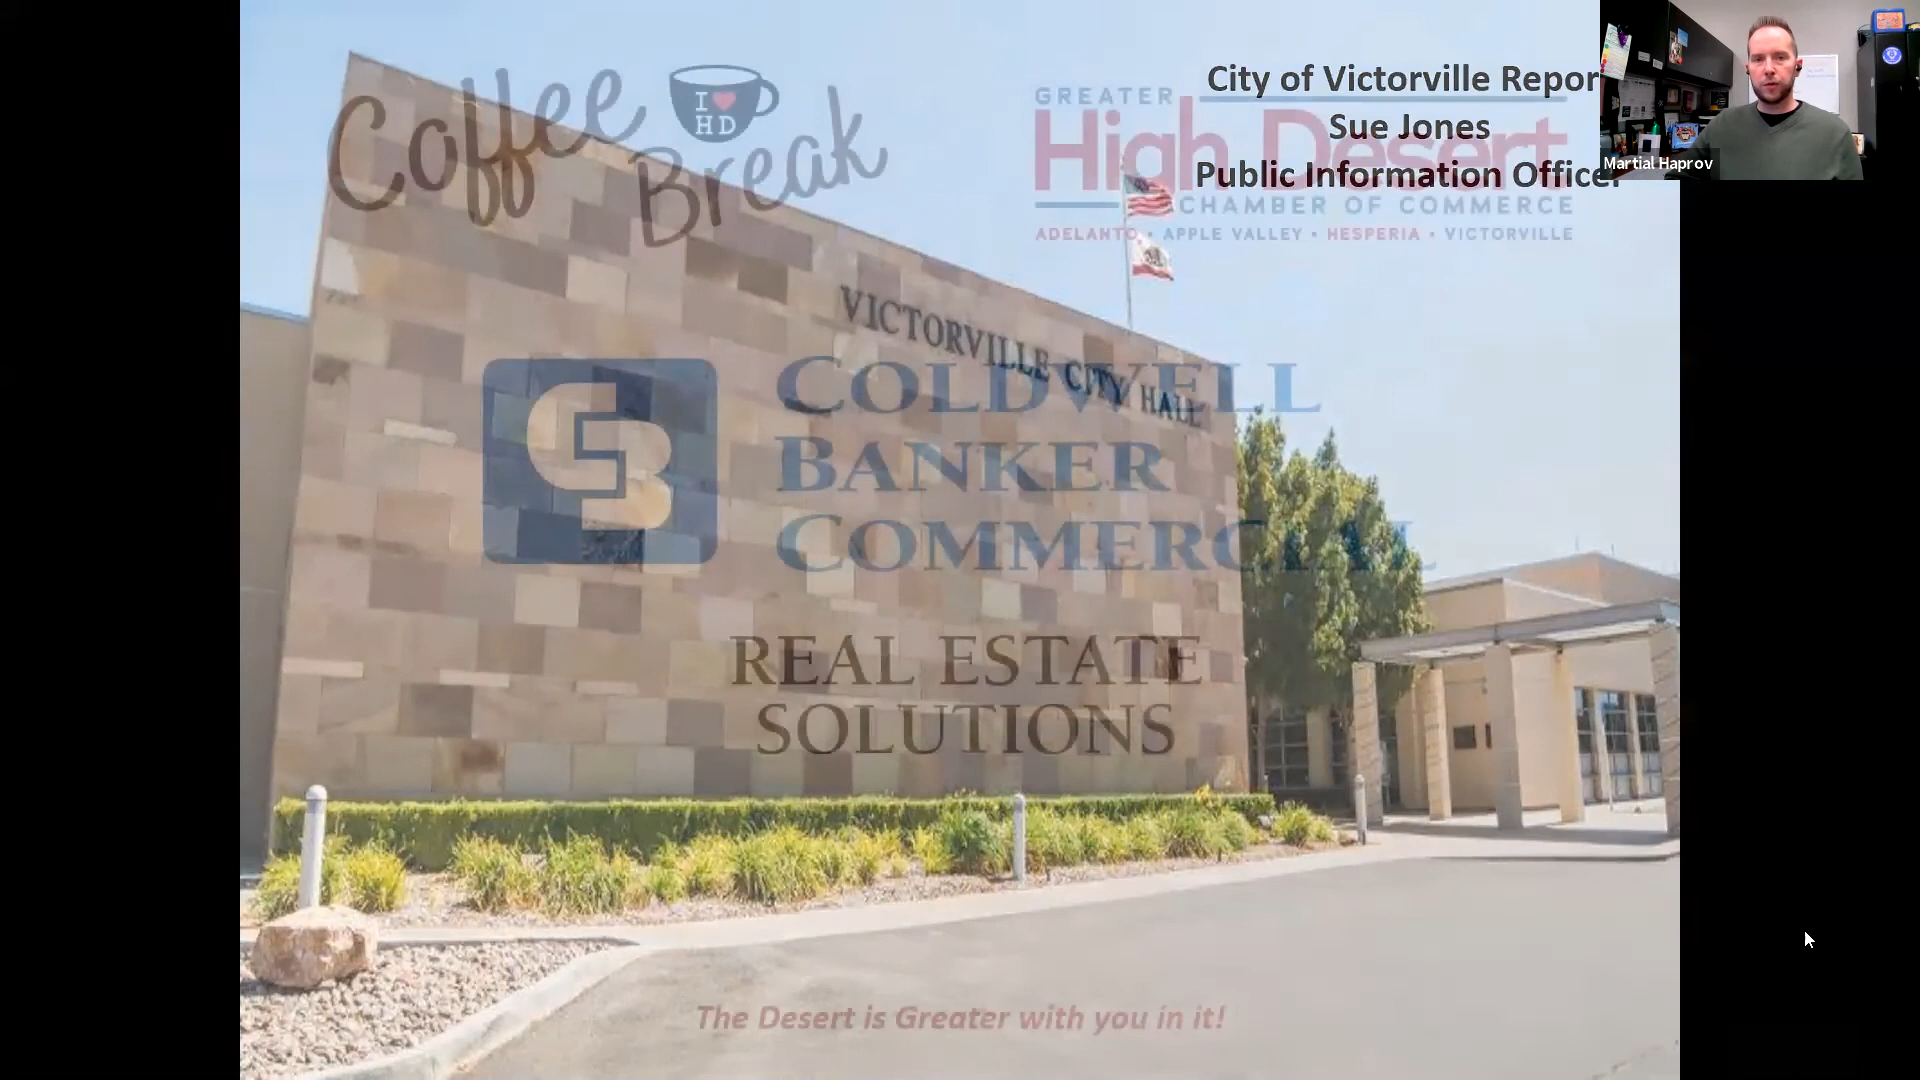 Coffee
I ♥ HD
Break
GREATER
High Desert
CHAMBER OF COMMERCE
ADELANTO • APPLE VALLEY • HESPERIA • VICTORVILLE
City of Victorville Repor
Sue Jones
Public Information Officer
Martial Haprov
VICTORVILLE CITY HALL
CB
COLDWELL
BANKER
COMMERCIAL
REAL ESTATE
SOLUTIONS
The Desert is Greater with you in it!